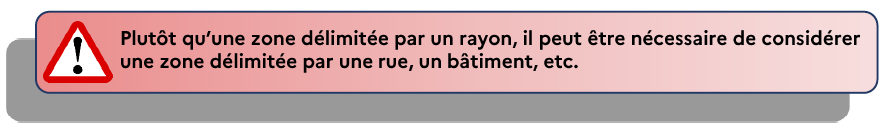 Plutôt qu’une zone délimitée par un rayon, il peut être nécessaire de considérer
une zone délimitée par une rue, un bâtiment, etc.